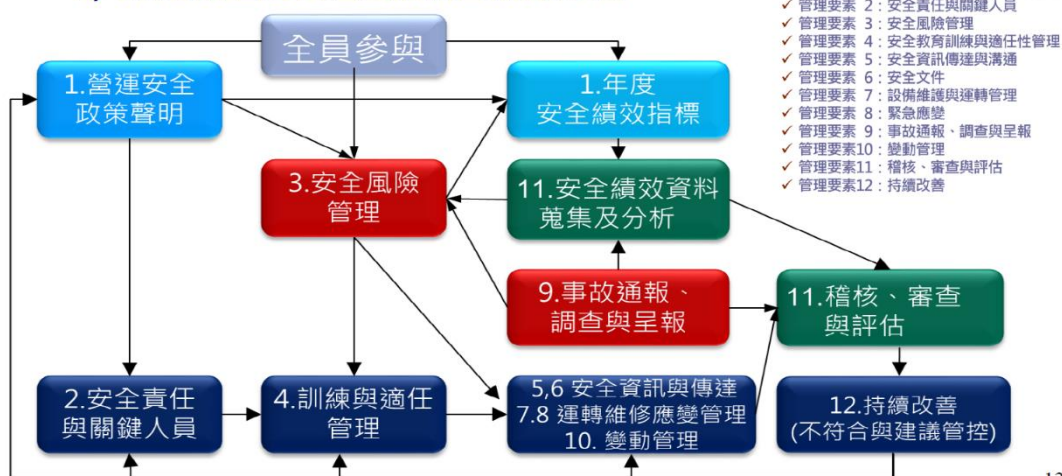 全員參與
1.營運安全
政策聲明
1.年度
安全績效指標
3.安全風險
管理
11.安全績效資料
蒐集及分析
9.事故通報、
調查與呈報
11.稽核、審查
與評估
2.安全責任
與關鍵人員
4.訓練與適任
管理
5,6 安全資訊與傳達
7.8 運轉維修應變管理
10. 變動管理
12.持續改善
(不符合與建議管控)
✓ 管理要素 2：安全責任與關鍵人員
✓ 管理要素 3：安全風險管理
✓ 管理要素 4：安全教育訓練與適任性管理
✓ 管理要素 5：安全資訊傳達與溝通
✓ 管理要素 6：安全文件
✓ 管理要素 7：設備維護與運轉管理
✓ 管理要素 8：緊急應變
✓ 管理要素 9：事故通報、調查與呈報
✓ 管理要素10：變動管理
✓ 管理要素11：稽核、審查與評估
✓ 管理要素12：持續改善